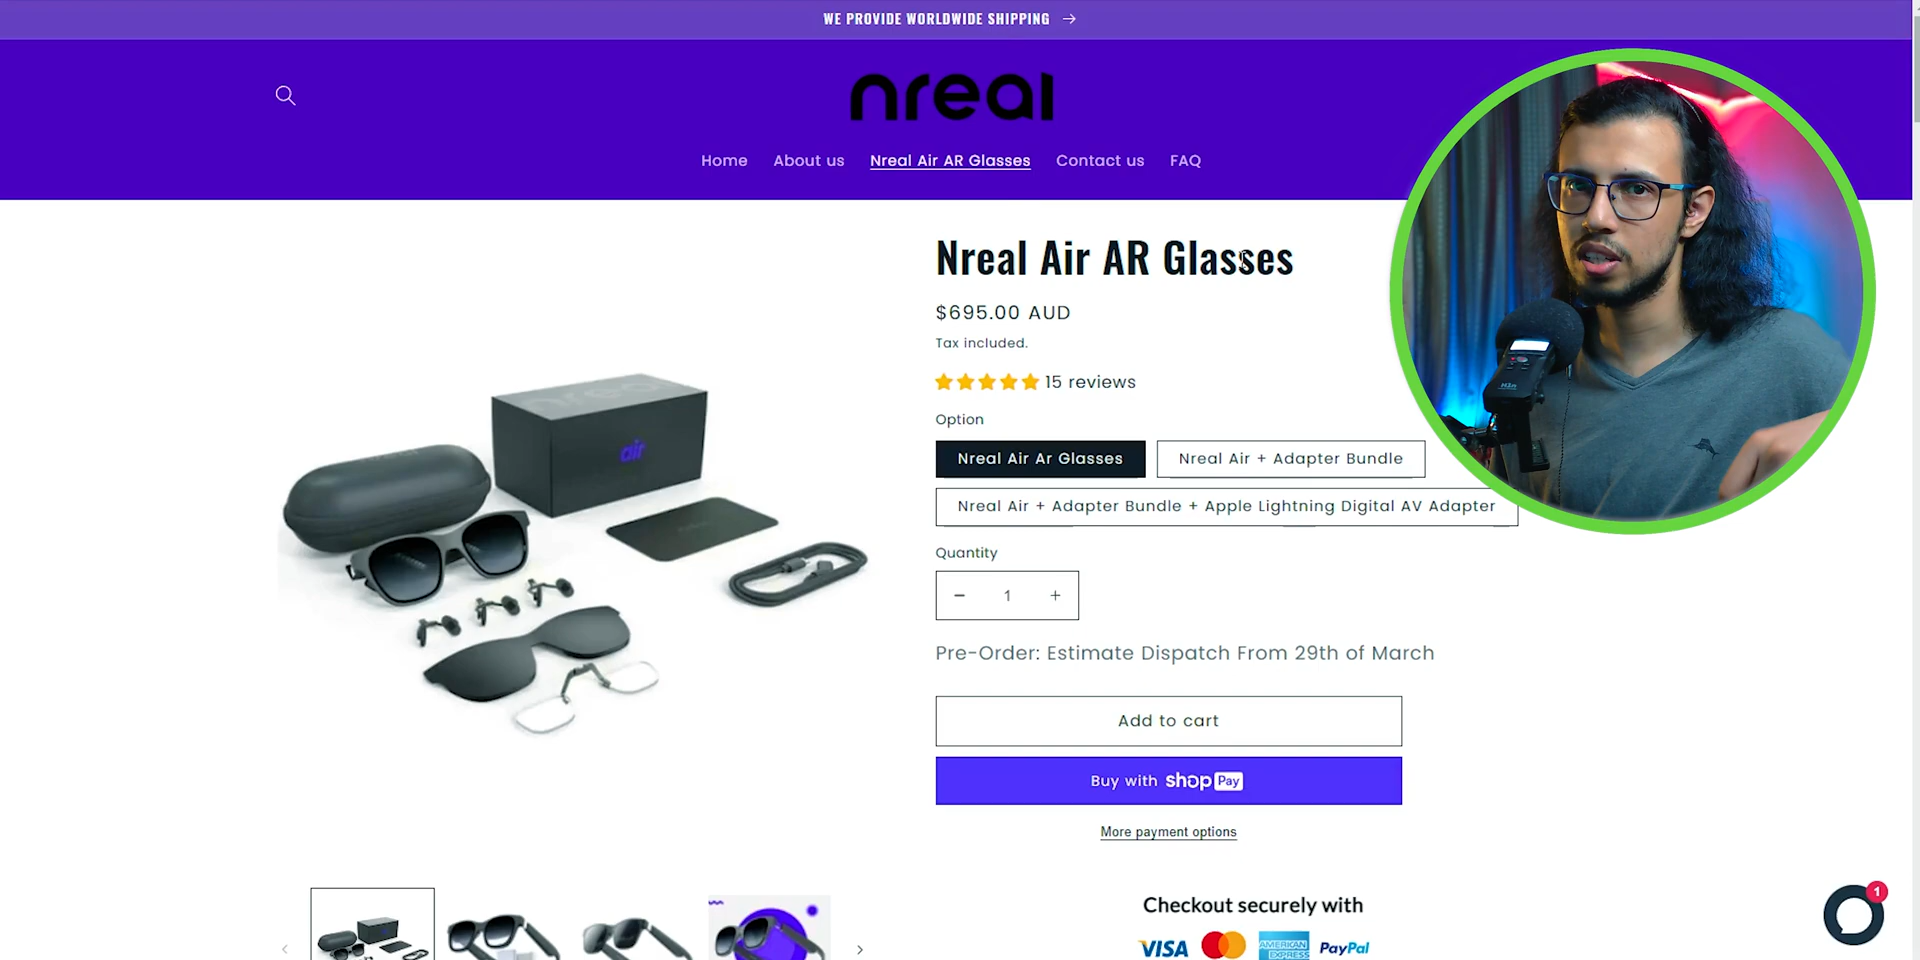 WE PROVIDE WORLDWIDE SHIPPING →
nreal
Home About us Nreal Air AR Glasses Contact us FAQ
Nreal Air AR Glasses
$695.00 AUD
Tax included.
15 reviews
Option
Nreal Air Ar Glasses
Nreal Air + Adapter Bundle
Nreal Air + Adapter Bundle + Apple Lightning Digital AV Adapter
Quantity
− 1 +
Pre-Order: Estimate Dispatch From 29th of March
Add to cart
Buy with shop Pay
More payment options
Checkout securely with
VISA AMERICAN EXPRESS PayPal
air
H3n
1